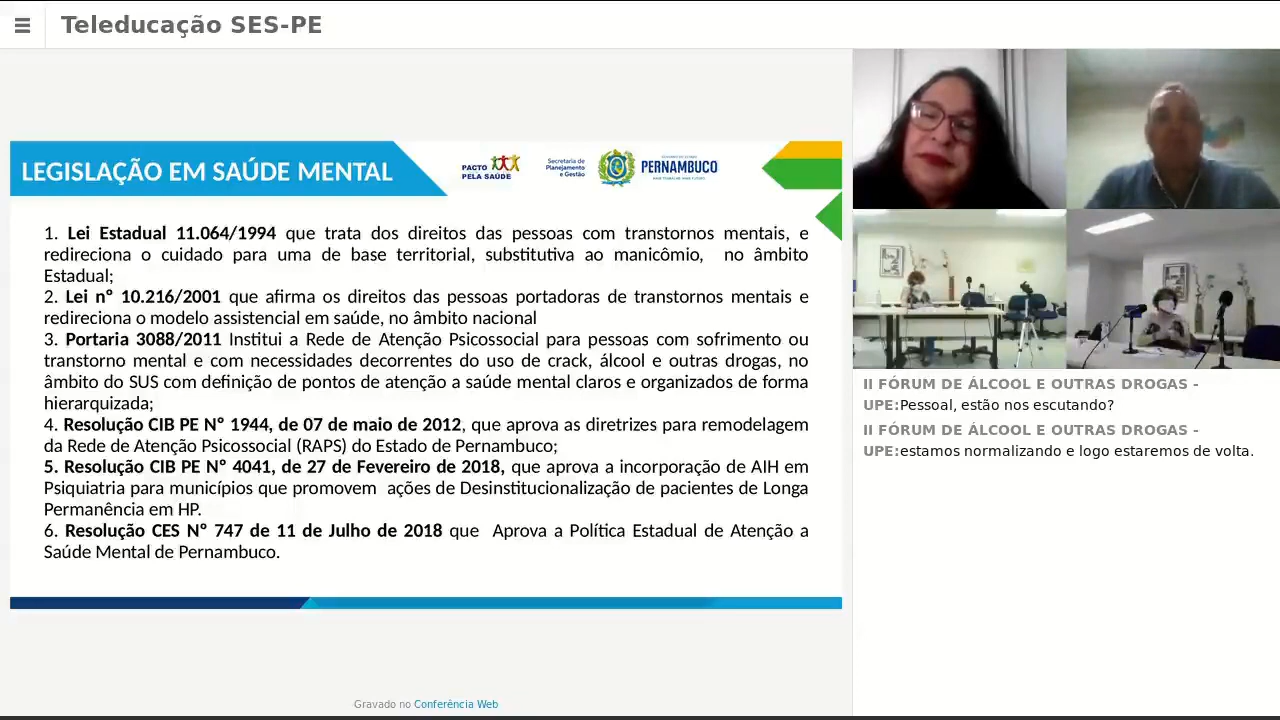 Teleducação SES-PE
LEGISLAÇÃO EM SAÚDE MENTAL
PACTO
PELA SAÚDE
Secretaria de
Planejamento
e Gestão
PERNAMBUCO
1. Lei Estadual 11.064/1994 que trata dos direitos das pessoas com transtornos mentais, e
redireciona o cuidado para uma de base territorial, substitutiva ao manicômio, no âmbito
Estadual;
2. Lei nº 10.216/2001 que afirma os direitos das pessoas portadoras de transtornos mentais e
redireciona o modelo assistencial em saúde, no âmbito nacional
3. Portaria 3088/2011 Institui a Rede de Atenção Psicossocial para pessoas com sofrimento ou
transtorno mental e com necessidades decorrentes do uso de crack, álcool e outras drogas, no
âmbito do SUS com definição de pontos de atenção a saúde mental claros e organizados de forma
hierarquizada;
4. Resolução CIB PE Nº 1944, de 07 de maio de 2012, que aprova as diretrizes para remodelagem
da Rede de Atenção Psicossocial (RAPS) do Estado de Pernambuco;
5. Resolução CIB PE Nº 4041, de 27 de Fevereiro de 2018, que aprova a incorporação de AIH em
Psiquiatria para municípios que promovem ações de Desinstitucionalização de pacientes de Longa
Permanência em HP.
6. Resolução CES Nº 747 de 11 de Julho de 2018 que Aprova a Política Estadual de Atenção a
Saúde Mental de Pernambuco.
II FÓRUM DE ÁLCOOL E OUTRAS DROGAS -
UPE:Pessoal, estão nos escutando?
II FÓRUM DE ÁLCOOL E OUTRAS DROGAS -
UPE:estamos normalizando e logo estaremos de volta.
Gravado no Conferência Web